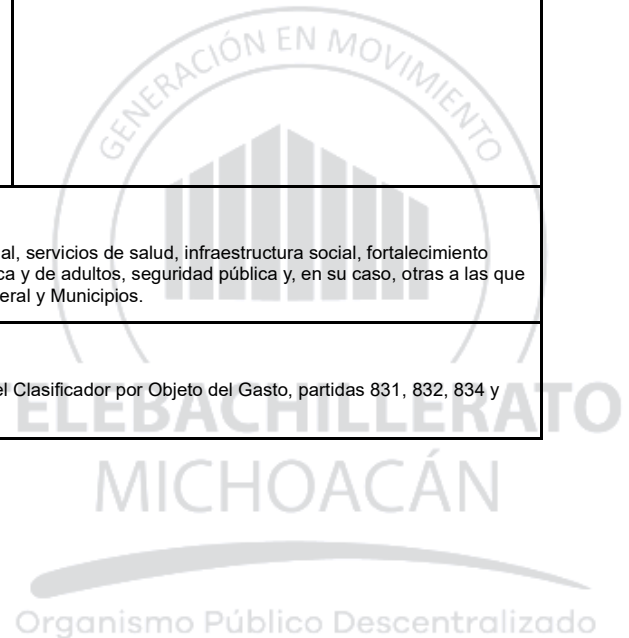 GENERACIÓN EN MOVIMIENTO
al, servicios de salud, infraestructura social, fortalecimiento
ca y de adultos, seguridad pública y, en su caso, otras a las que
eral y Municipios.
el Clasificador por Objeto del Gasto, partidas 831, 832, 834 y
ELEBACHILLERATO
MICHOACÁN
Organismo Público Descentralizado